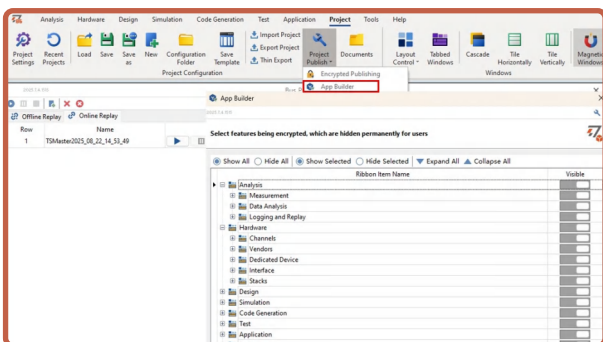 Analysis Hardware Design Simulation Code Generation Test Application Project Tools Help
Project Settings
Recent Projects
Load
Save
Save as
New
Configuration Folder
Save Template
Import Project
Export Project
Thin Export
Project Publish
Documents
Layout Control
Tabbed Windows
Cascade
Tile Horizontally
Tile Vertically
Magnetic Windows
Project Configuration
Windows
Encrypted Publishing
App Builder
App Builder
Offline Replay
Online Replay
Row Name
1 TSMaster2025_08_22_14_53_49
Select features being encrypted, which are hidden permanently for users
Show All Hide All Show Selected Hide Selected Expand All Collapse All
Ribbon Item Name Visible
Analysis
Measurement
Data Analysis
Logging and Replay
Hardware
Channels
Vendors
Dedicated Device
Interface
Stacks
Design
Simulation
Code Generation
Test
Application